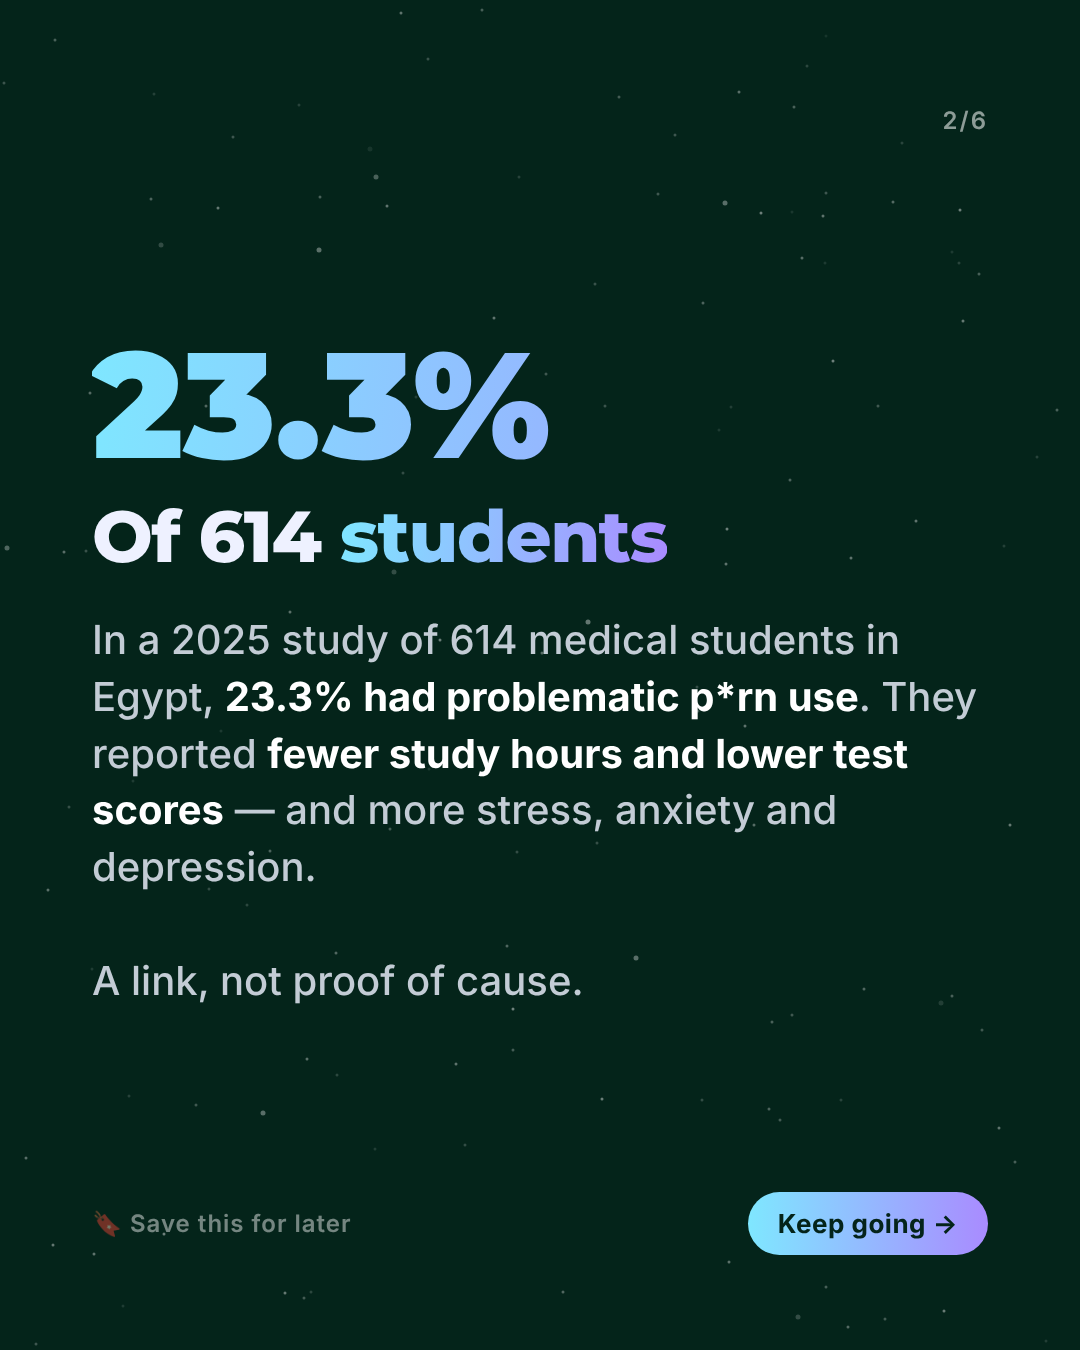 2/6
23.3%
Of 614 students
In a 2025 study of 614 medical students in
Egypt, 23.3% had problematic p*rn use. They
reported fewer study hours and lower test
scores — and more stress, anxiety and
depression.
A link, not proof of cause.
🔖 Save this for later
Keep going →